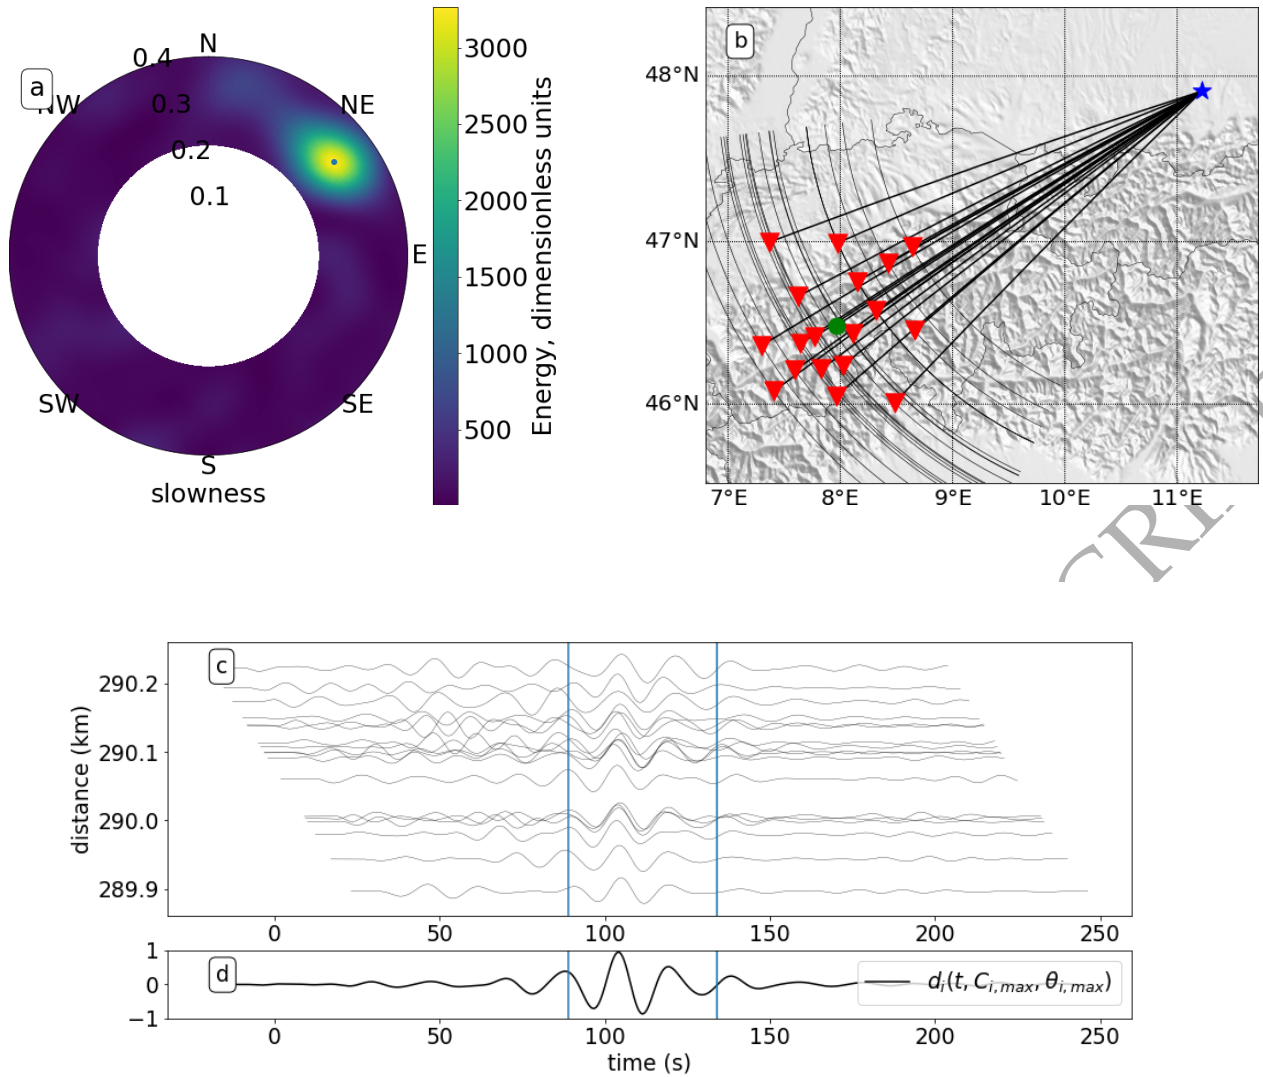 a
N
NE
E
SE
S
SW
NW
0.4
0.3
0.2
0.1
slowness
3000
2500
2000
1500
1000
500
Energy, dimensionless units
b
48°N
47°N
46°N
7°E 8°E 9°E 10°E 11°E
CRI
c
290.2
290.1
290.0
289.9
distance (km)
0 50 100 150 200 250
d
1
0
−1
d_i(t, C_{i,max}, θ_{i,max})
0 50 100 150 200 250
time (s)